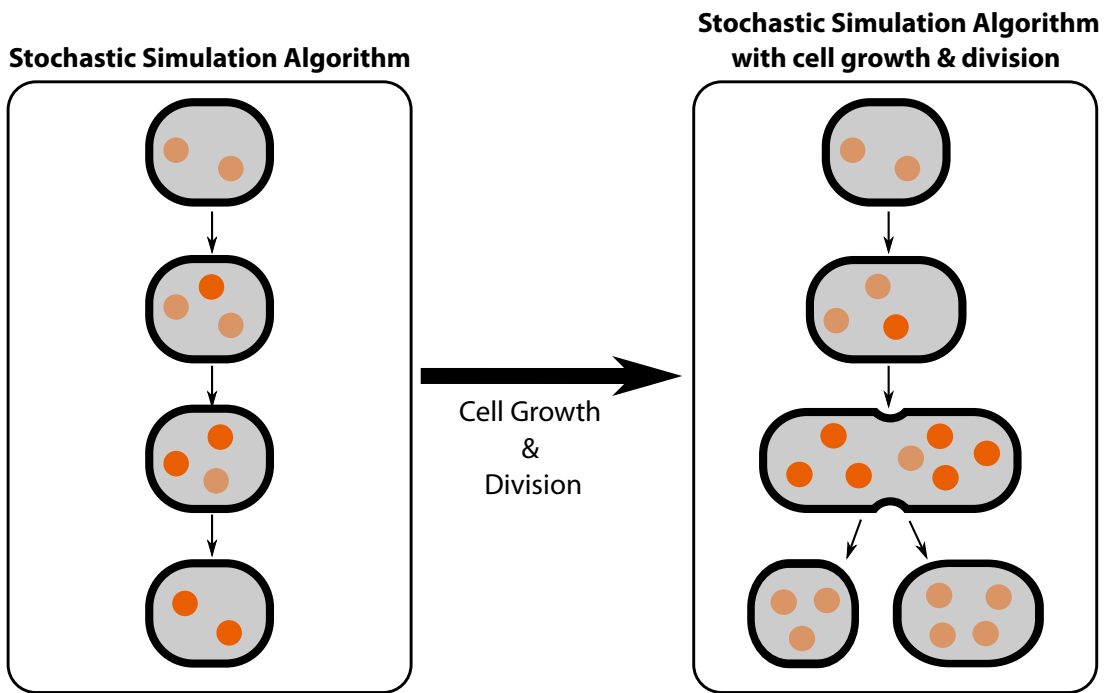 Stochastic Simulation Algorithm
Stochastic Simulation Algorithm
with cell growth & division
Cell Growth
&
Division